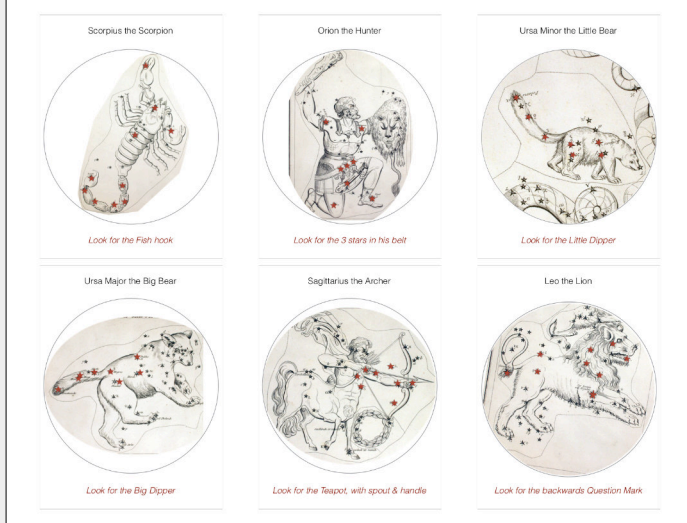 Scorpius the Scorpion
Orion the Hunter
Ursa Minor the Little Bear
Look for the Fish hook
Look for the 3 stars in his belt
Look for the Little Dipper
Ursa Major the Big Bear
Sagittarius the Archer
Leo the Lion
Look for the Big Dipper
Look for the Teapot, with spout & handle
Look for the backwards Question Mark